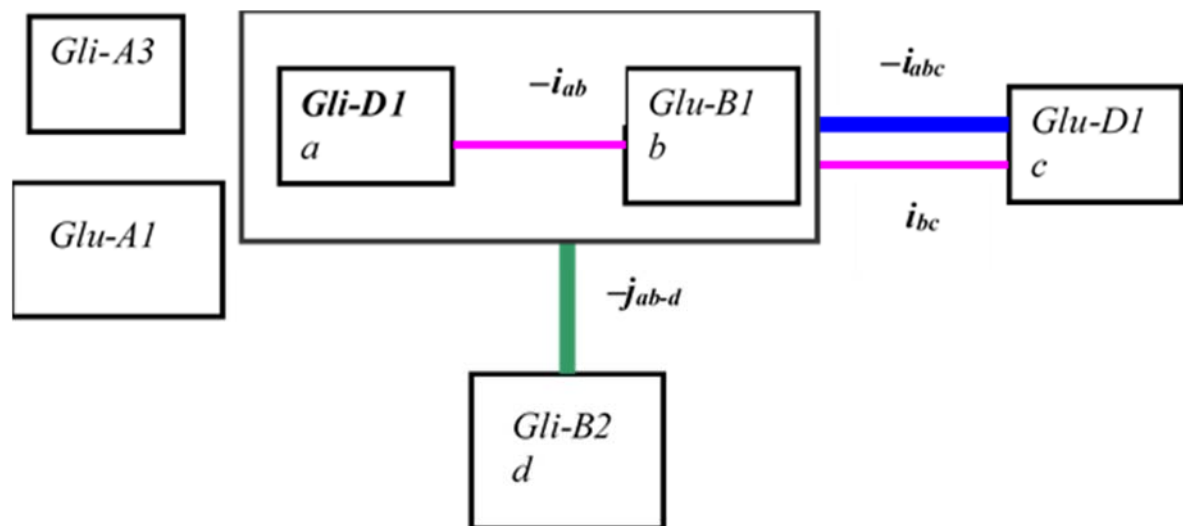 Gli-A3
Glu-A1
Gli-D1
a
–iab
Glu-B1
b
–iabc
ibc
Glu-D1
c
–jab-d
Gli-B2
d